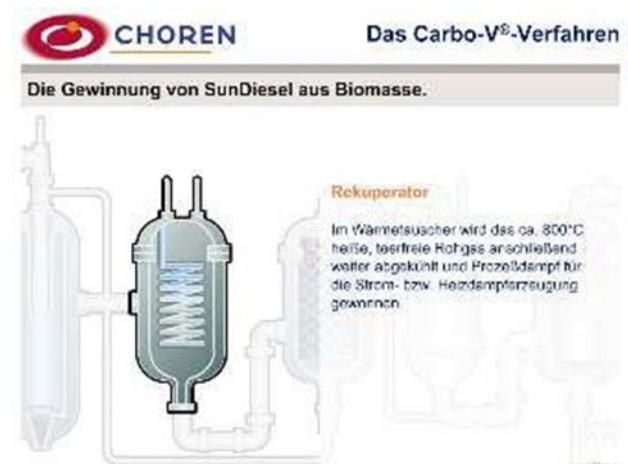 CHOREN
Das Carbo-V®-Verfahren
Die Gewinnung von SunDiesel aus Biomasse.
Rekuperator
Im Wärmetauscher wird das ca. 800°C
heiße, teerfreie Rohgas anschließend
weiter abgekühlt und Prozeßdampf für
die Strom- bzw. Heizdampferzeugung
gewonnen.